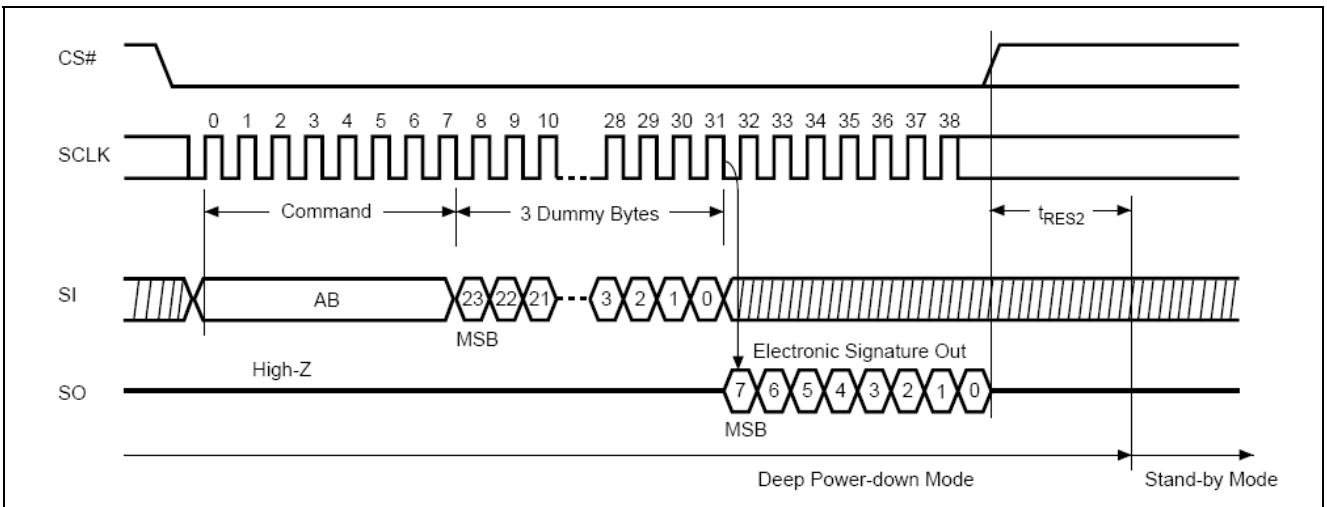 CS#
0 1 2 3 4 5 6 7 8 9 10 28 29 30 31 32 33 34 35 36 37 38
SCLK
Command 3 Dummy Bytes tRES2
SI AB 23 22 21 3 2 1 0
MSB
High-Z Electronic Signature Out
SO 7 6 5 4 3 2 1 0
MSB
Deep Power-down Mode Stand-by Mode